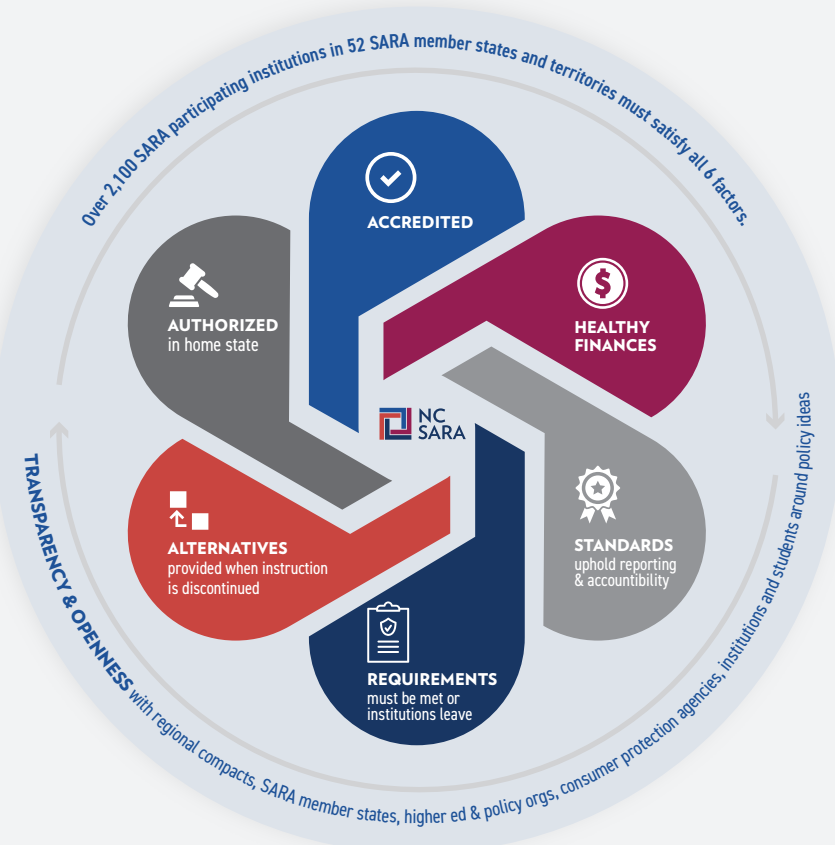 Over 2,100 SARA participating institutions in 52 SARA member states and territories must satisfy all 6 factors.
ACCREDITED
HEALTHY
FINANCES
AUTHORIZED
in home state
NC
SARA
STANDARDS
uphold reporting
& accountibility
ALTERNATIVES
provided when instruction
is discontinued
REQUIREMENTS
must be met or
institutions leave
TRANSPARENCY & OPENNESS with regional compacts, SARA member states, higher ed & policy orgs, consumer protection agencies, institutions and students around policy ideas